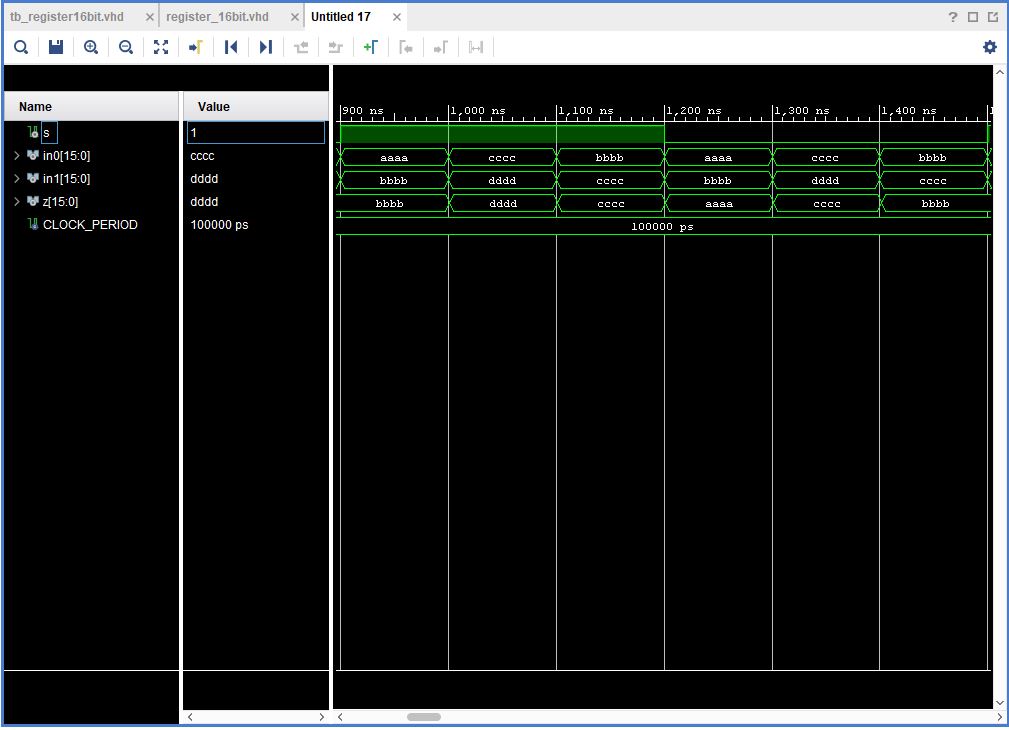 tb_register16bit.vhd × register_16bit.vhd × Untitled 17 ×
?
Name Value
900 ns 1,000 ns 1,100 ns 1,200 ns 1,300 ns 1,400 ns 1
s 1
in0[15:0] cccc aaaa cccc bbbb aaaa cccc bbbb
in1[15:0] dddd bbbb dddd cccc bbbb dddd cccc
z[15:0] dddd bbbb dddd cccc aaaa cccc bbbb
CLOCK_PERIOD 100000 ps 100000 ps